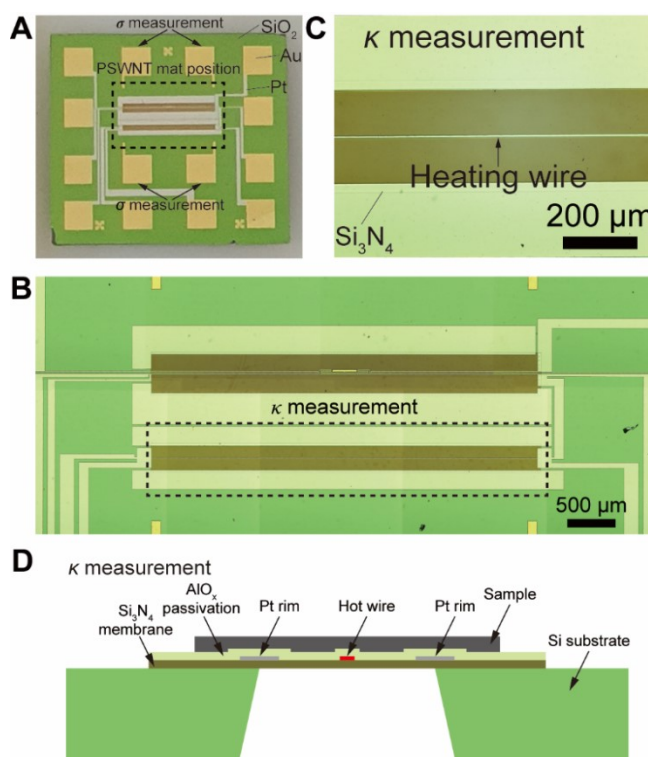 A
σ measurement
SiO2
Au
PSWNT mat position
Pt
σ measurement
C
κ measurement
Heating wire
Si3N4
200 μm
B
κ measurement
500 μm
D
κ measurement
AlOx
passivation
Si3N4
membrane
Pt rim
Hot wire
Pt rim
Sample
Si substrate